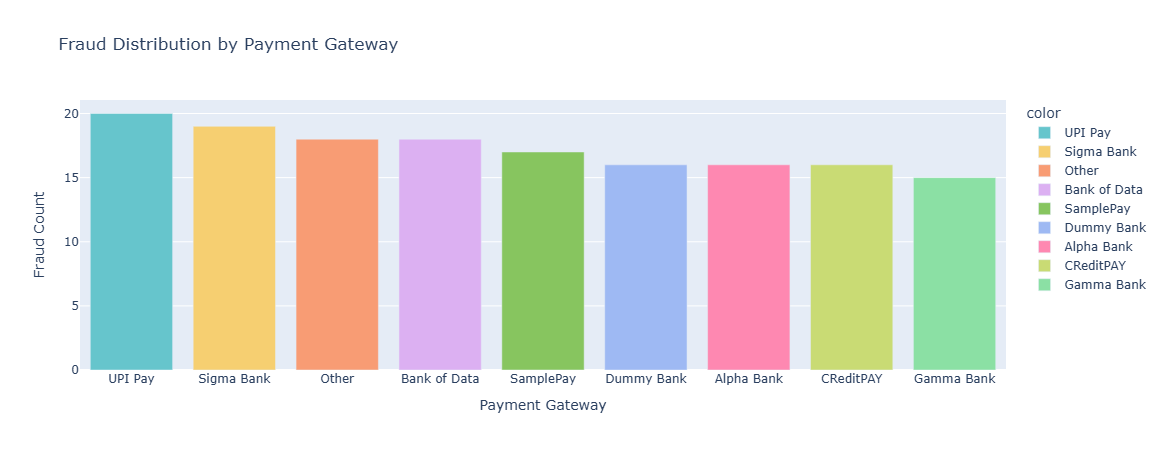 Fraud Distribution by Payment Gateway
color
UPI Pay
Sigma Bank
Other
Bank of Data
SamplePay
Dummy Bank
Alpha Bank
CReditPAY
Gamma Bank
Fraud Count
20
15
10
5
0
UPI Pay Sigma Bank Other Bank of Data SamplePay Dummy Bank Alpha Bank CReditPAY Gamma Bank
Payment Gateway